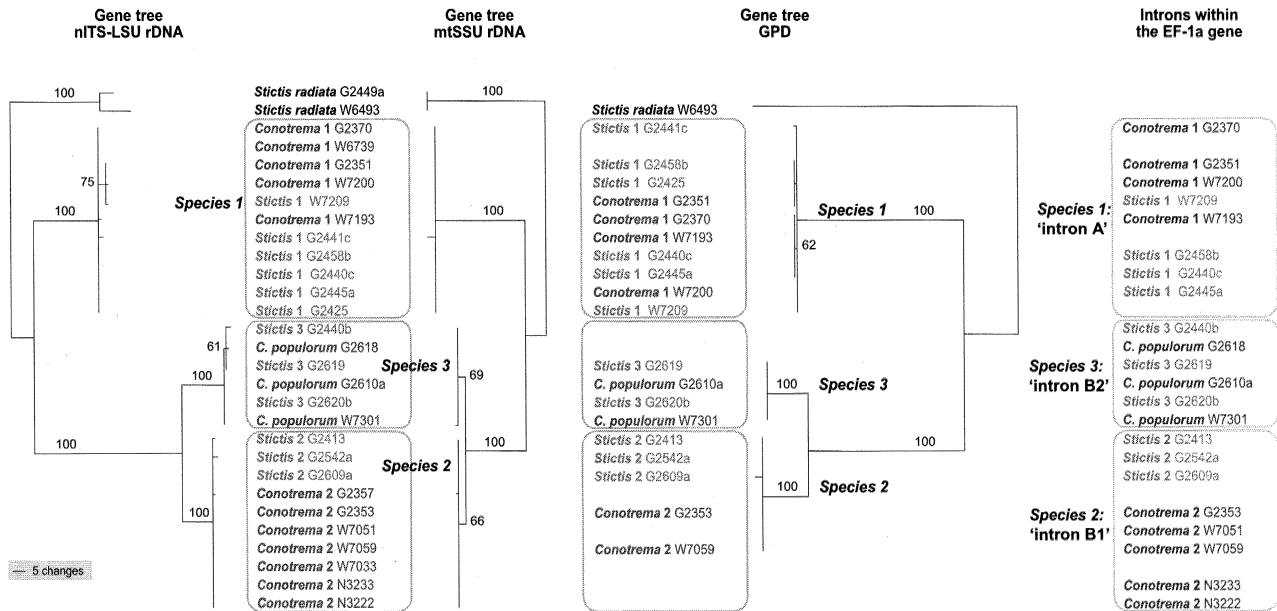 Gene tree
nITS-LSU rDNA
Gene tree
mtSSU rDNA
Gene tree
GPD
Introns within
the EF-1a gene
100
75
100
61
100
100
100
5 changes
Stictis radiata G2449a
Stictis radiata W6493
Species 1
Conotrema 1 G2370
Conotrema 1 W6739
Conotrema 1 G2351
Conotrema 1 W7200
Stictis 1 W7209
Conotrema 1 W7193
Stictis 1 G2441c
Stictis 1 G2458b
Stictis 1 G2440c
Stictis 1 G2445a
Stictis 1 G2425
Species 3
Stictis 3 G2440b
C. populorum G2618
Stictis 3 G2619
C. populorum G2610a
Stictis 3 G2620b
C. populorum W7301
Species 2
Stictis 2 G2413
Stictis 2 G2542a
Stictis 2 G2609a
Conotrema 2 G2357
Conotrema 2 G2353
Conotrema 2 W7051
Conotrema 2 W7059
Conotrema 2 W7033
Conotrema 2 N3233
Conotrema 2 N3222
100
100
69
100
66
Stictis radiata W6493
Stictis 1 G2441c
Stictis 1 G2458b
Stictis 1 G2425
Conotrema 1 G2351
Conotrema 1 G2370
Conotrema 1 W7193
Stictis 1 G2440c
Stictis 1 G2445a
Conotrema 1 W7200
Stictis 1 W7209
Stictis 3 G2619
C. populorum G2610a
Stictis 3 G2620b
C. populorum W7301
Stictis 2 G2413
Stictis 2 G2542a
Stictis 2 G2609a
Conotrema 2 G2353
Conotrema 2 W7059
Species 1
100
62
100
Species 3
100
100
Species 2
Species 1:
'intron A'
Conotrema 1 G2370
Conotrema 1 G2351
Conotrema 1 W7200
Stictis 1 W7209
Conotrema 1 W7193
Stictis 1 G2458b
Stictis 1 G2440c
Stictis 1 G2445a
Species 3:
'intron B2'
Stictis 3 G2440b
C. populorum G2618
Stictis 3 G2619
C. populorum G2610a
Stictis 3 G2620b
C. populorum W7301
Species 2:
'intron B1'
Stictis 2 G2413
Stictis 2 G2542a
Stictis 2 G2609a
Conotrema 2 G2353
Conotrema 2 W7051
Conotrema 2 W7059
Conotrema 2 N3233
Conotrema 2 N3222